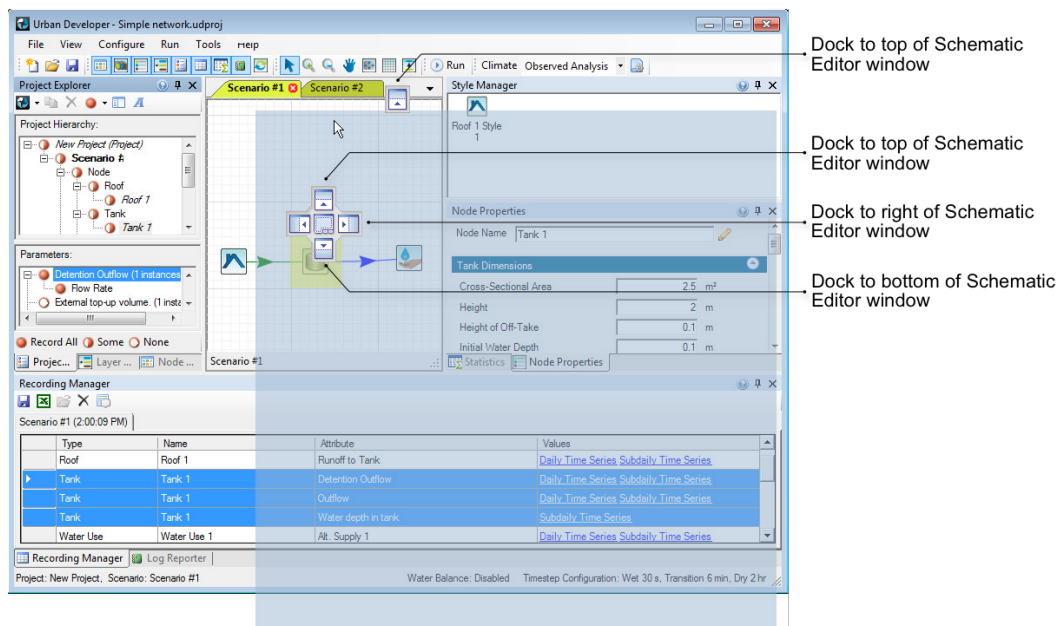 Urban Developer - Simple network.udproj
File View Configure Run Tools Help
Run Climate Observed Analysis
Dock to top of Schematic
Editor window
Project Explorer
Scenario #1 Scenario #2
Style Manager
Roof 1 Style
1
Project Hierarchy:
New Project (Project)
Scenario #
Node
Roof
Roof 1
Tank
Tank 1
Dock to top of Schematic
Editor window
Node Properties
Node Name Tank 1
Dock to right of Schematic
Editor window
Parameters:
Detention Outflow (1 instances
Flow Rate
External top-up volume. (1 insta
Tank Dimensions
Cross-Sectional Area 2.5 m²
Height 2 m
Height of Off-Take 0.1 m
Initial Water Depth 0.1 m
Dock to bottom of Schematic
Editor window
Record All Some None
Projec... Layer ... Node ...
Scenario #1
Statistics Node Properties
Recording Manager
Scenario #1 (2:00:09 PM)
Type Name Attribute Values
Roof Roof 1 Runoff to Tank Daily Time Series Subdaily Time Series
Tank Tank 1 Detention Outflow Daily Time Series Subdaily Time Series
Tank Tank 1 Outflow Daily Time Series Subdaily Time Series
Tank Tank 1 Water depth in tank Subdaily Time Series
Water Use Water Use 1 Alt. Supply 1 Daily Time Series Subdaily Time Series
Recording Manager Log Reporter
Project: New Project, Scenario: Scenario #1 Water Balance: Disabled Timestep Configuration: Wet 30 s, Transition 6 min, Dry 2 hr